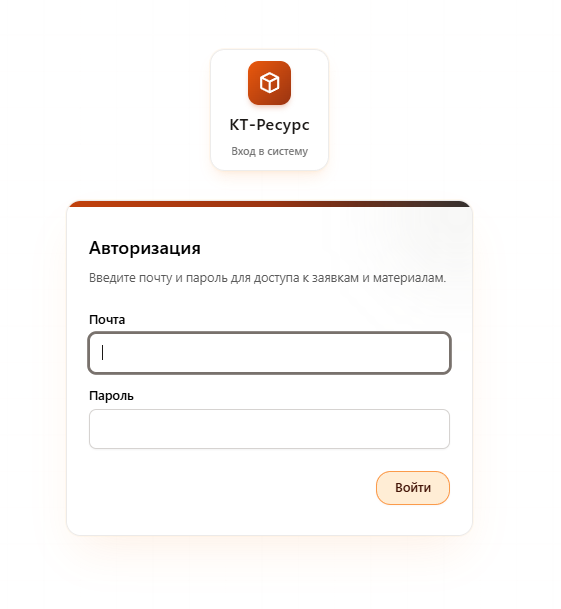 КТ-Ресурс
Вход в систему
Авторизация
Введите почту и пароль для доступа к заявкам и материалам.
Почта
Пароль
Войти